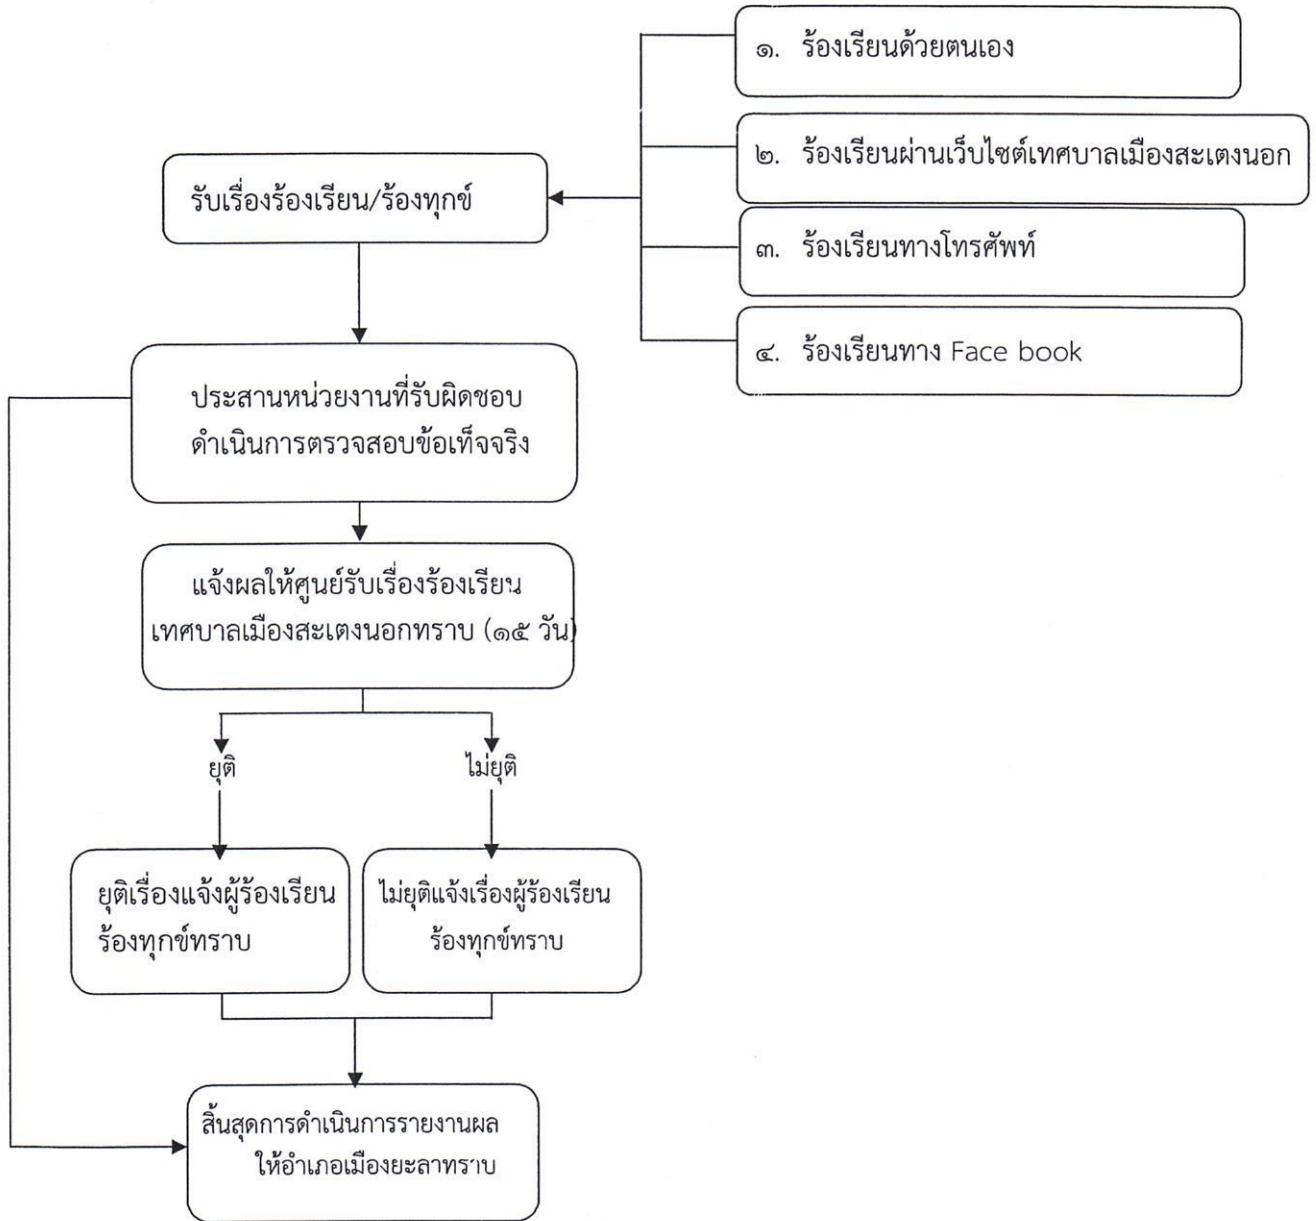 ๑. ร้องเรียนด้วยตนเอง
๒. ร้องเรียนผ่านเว็บไซต์เทศบาลเมืองสะเตงนอก
รับเรื่องร้องเรียน/ร้องทุกข์
๓. ร้องเรียนทางโทรศัพท์
๔. ร้องเรียนทาง Face book
ประสานหน่วยงานที่รับผิดชอบ
ดำเนินการตรวจสอบข้อเท็จจริง
แจ้งผลให้ศูนย์รับเรื่องร้องเรียน
เทศบาลเมืองสะเตงนอกทราบ (๑๕ วัน)
ยุติ
ไม่ยุติ
ยุติเรื่องแจ้งผู้ร้องเรียน
ร้องทุกข์ทราบ
ไม่ยุติแจ้งเรื่องผู้ร้องเรียน
ร้องทุกข์ทราบ
สิ้นสุดการดำเนินการรายงานผล
ให้อำเภอเมืองยะลาทราบ